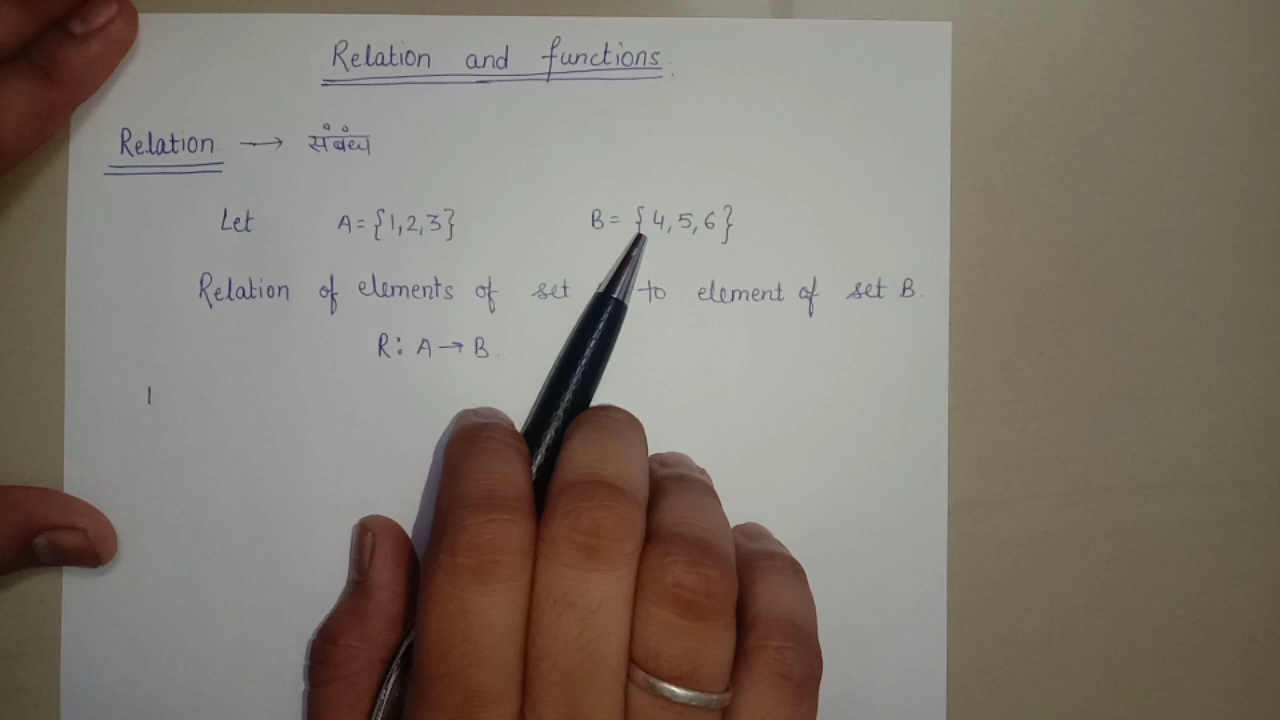 Relation and functions.
Relation → संबंध
Let A = {1,2,3} B = {4,5,6}
Relation of elements of set to element of set B.
R: A → B.
1